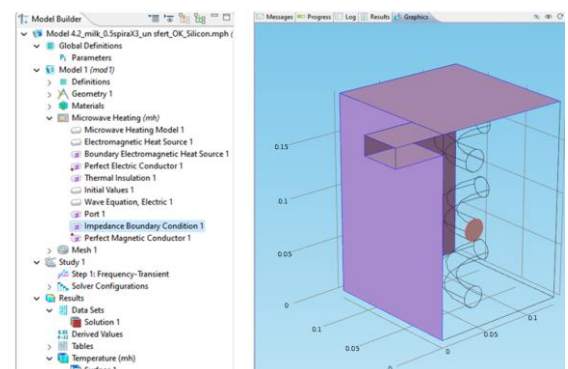 Model Builder
Model 4.2_milk_0.5spiraX3_un sfert_OK_Silicon.mph (
Global Definitions
Parameters
Model 1 (mod1)
Definitions
Geometry 1
Materials
Microwave Heating (mh)
Microwave Heating Model 1
Electromagnetic Heat Source 1
Boundary Electromagnetic Heat Source 1
Perfect Electric Conductor 1
Thermal Insulation 1
Initial Values 1
Wave Equation, Electric 1
Port 1
Impedance Boundary Condition 1
Perfect Magnetic Conductor 1
Mesh 1
Study 1
Step 1: Frequency-Transient
Solver Configurations
Results
Data Sets
Solution 1
Derived Values
Tables
Temperature (mh)
Messages Progress Log Results Graphics
0.15
0.1
0.05
0
0.1
0.05
0
0.05
0.1